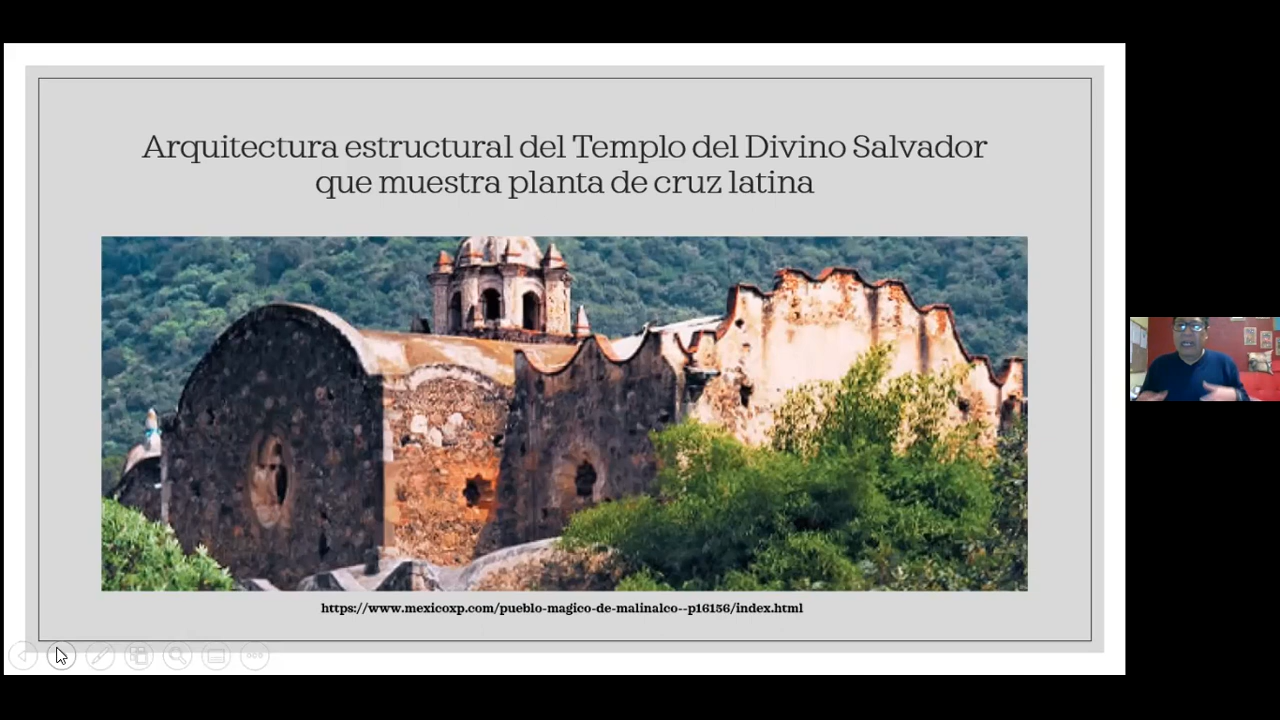 Arquitectura estructural del Templo del Divino Salvador
que muestra planta de cruz latina
https://www.mexicoxp.com/pueblo-magico-de-malinalco--p16156/index.html